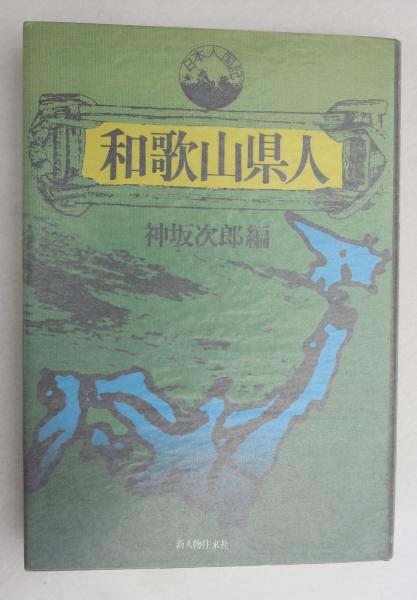 日本人国記
和歌山県人
神坂次郎編
新人物往来社